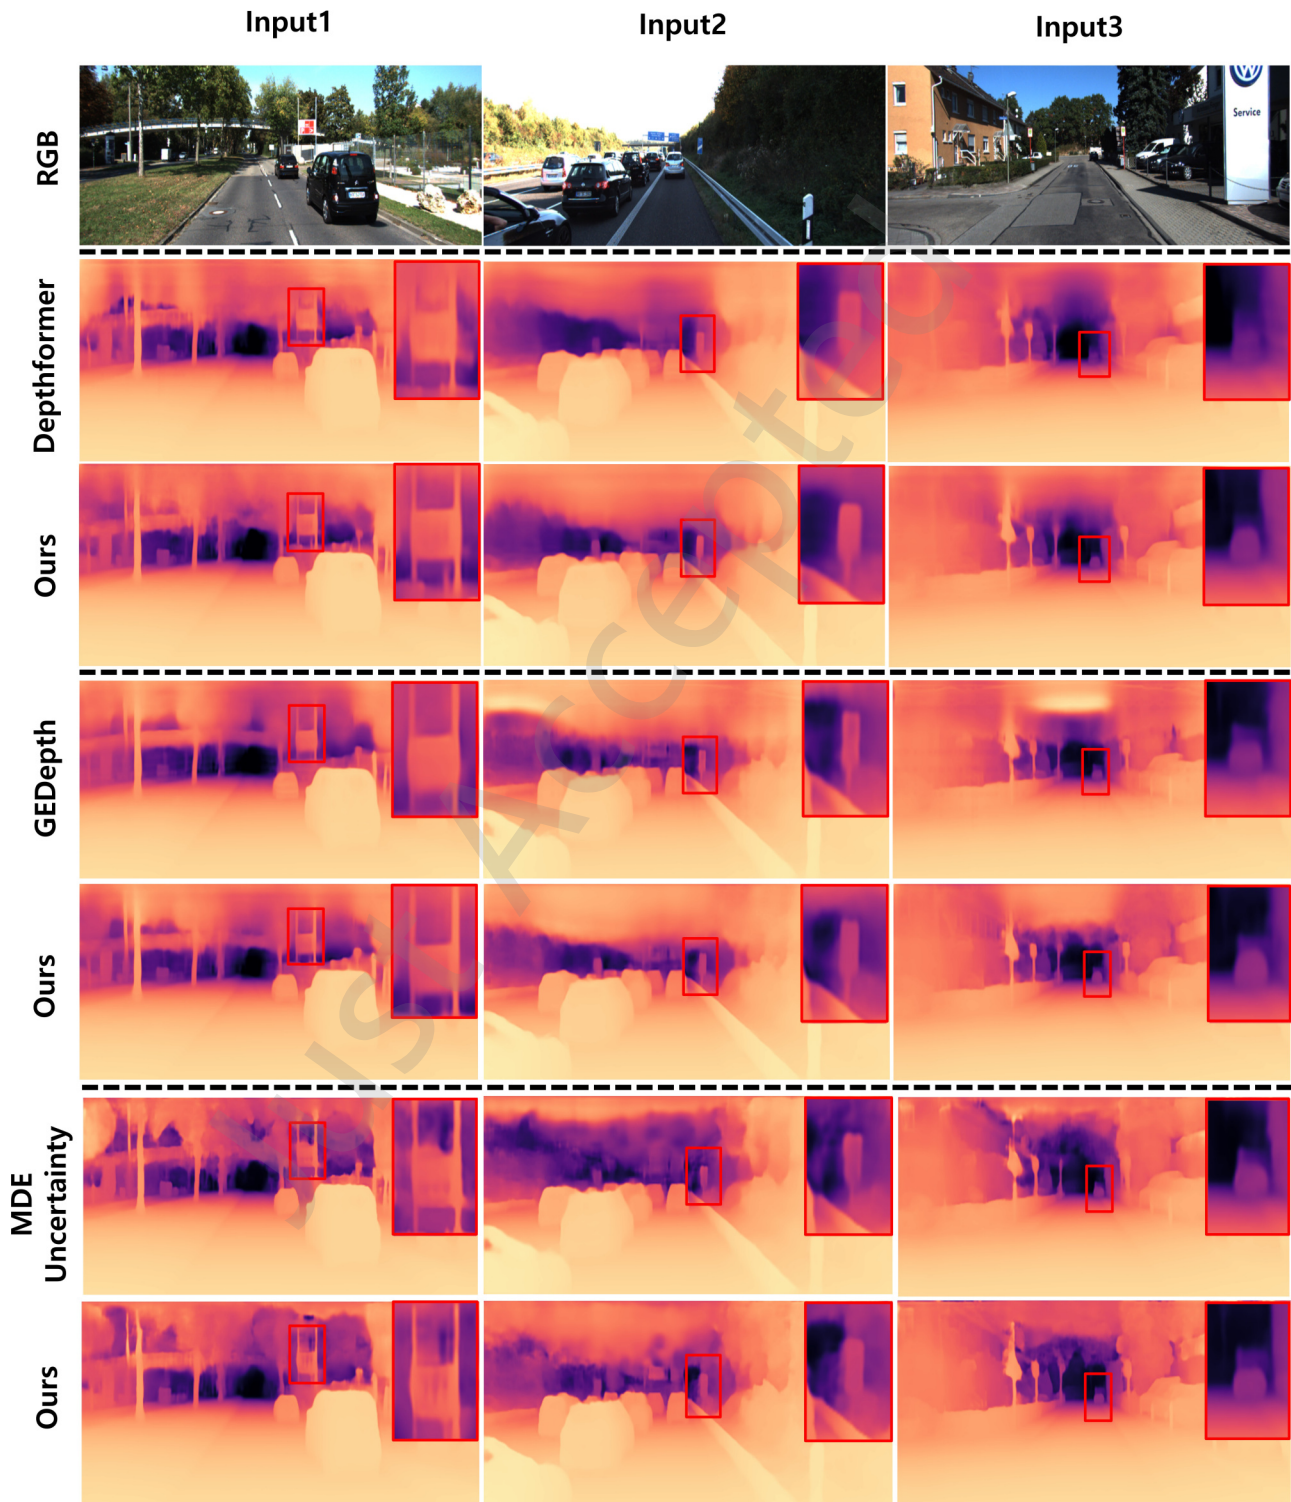 Input1
Input2
Input3
RGB
Service
Depthformer
Ours
GEDepth
Ours
MDE
Uncertainty
Ours
Just Accepted